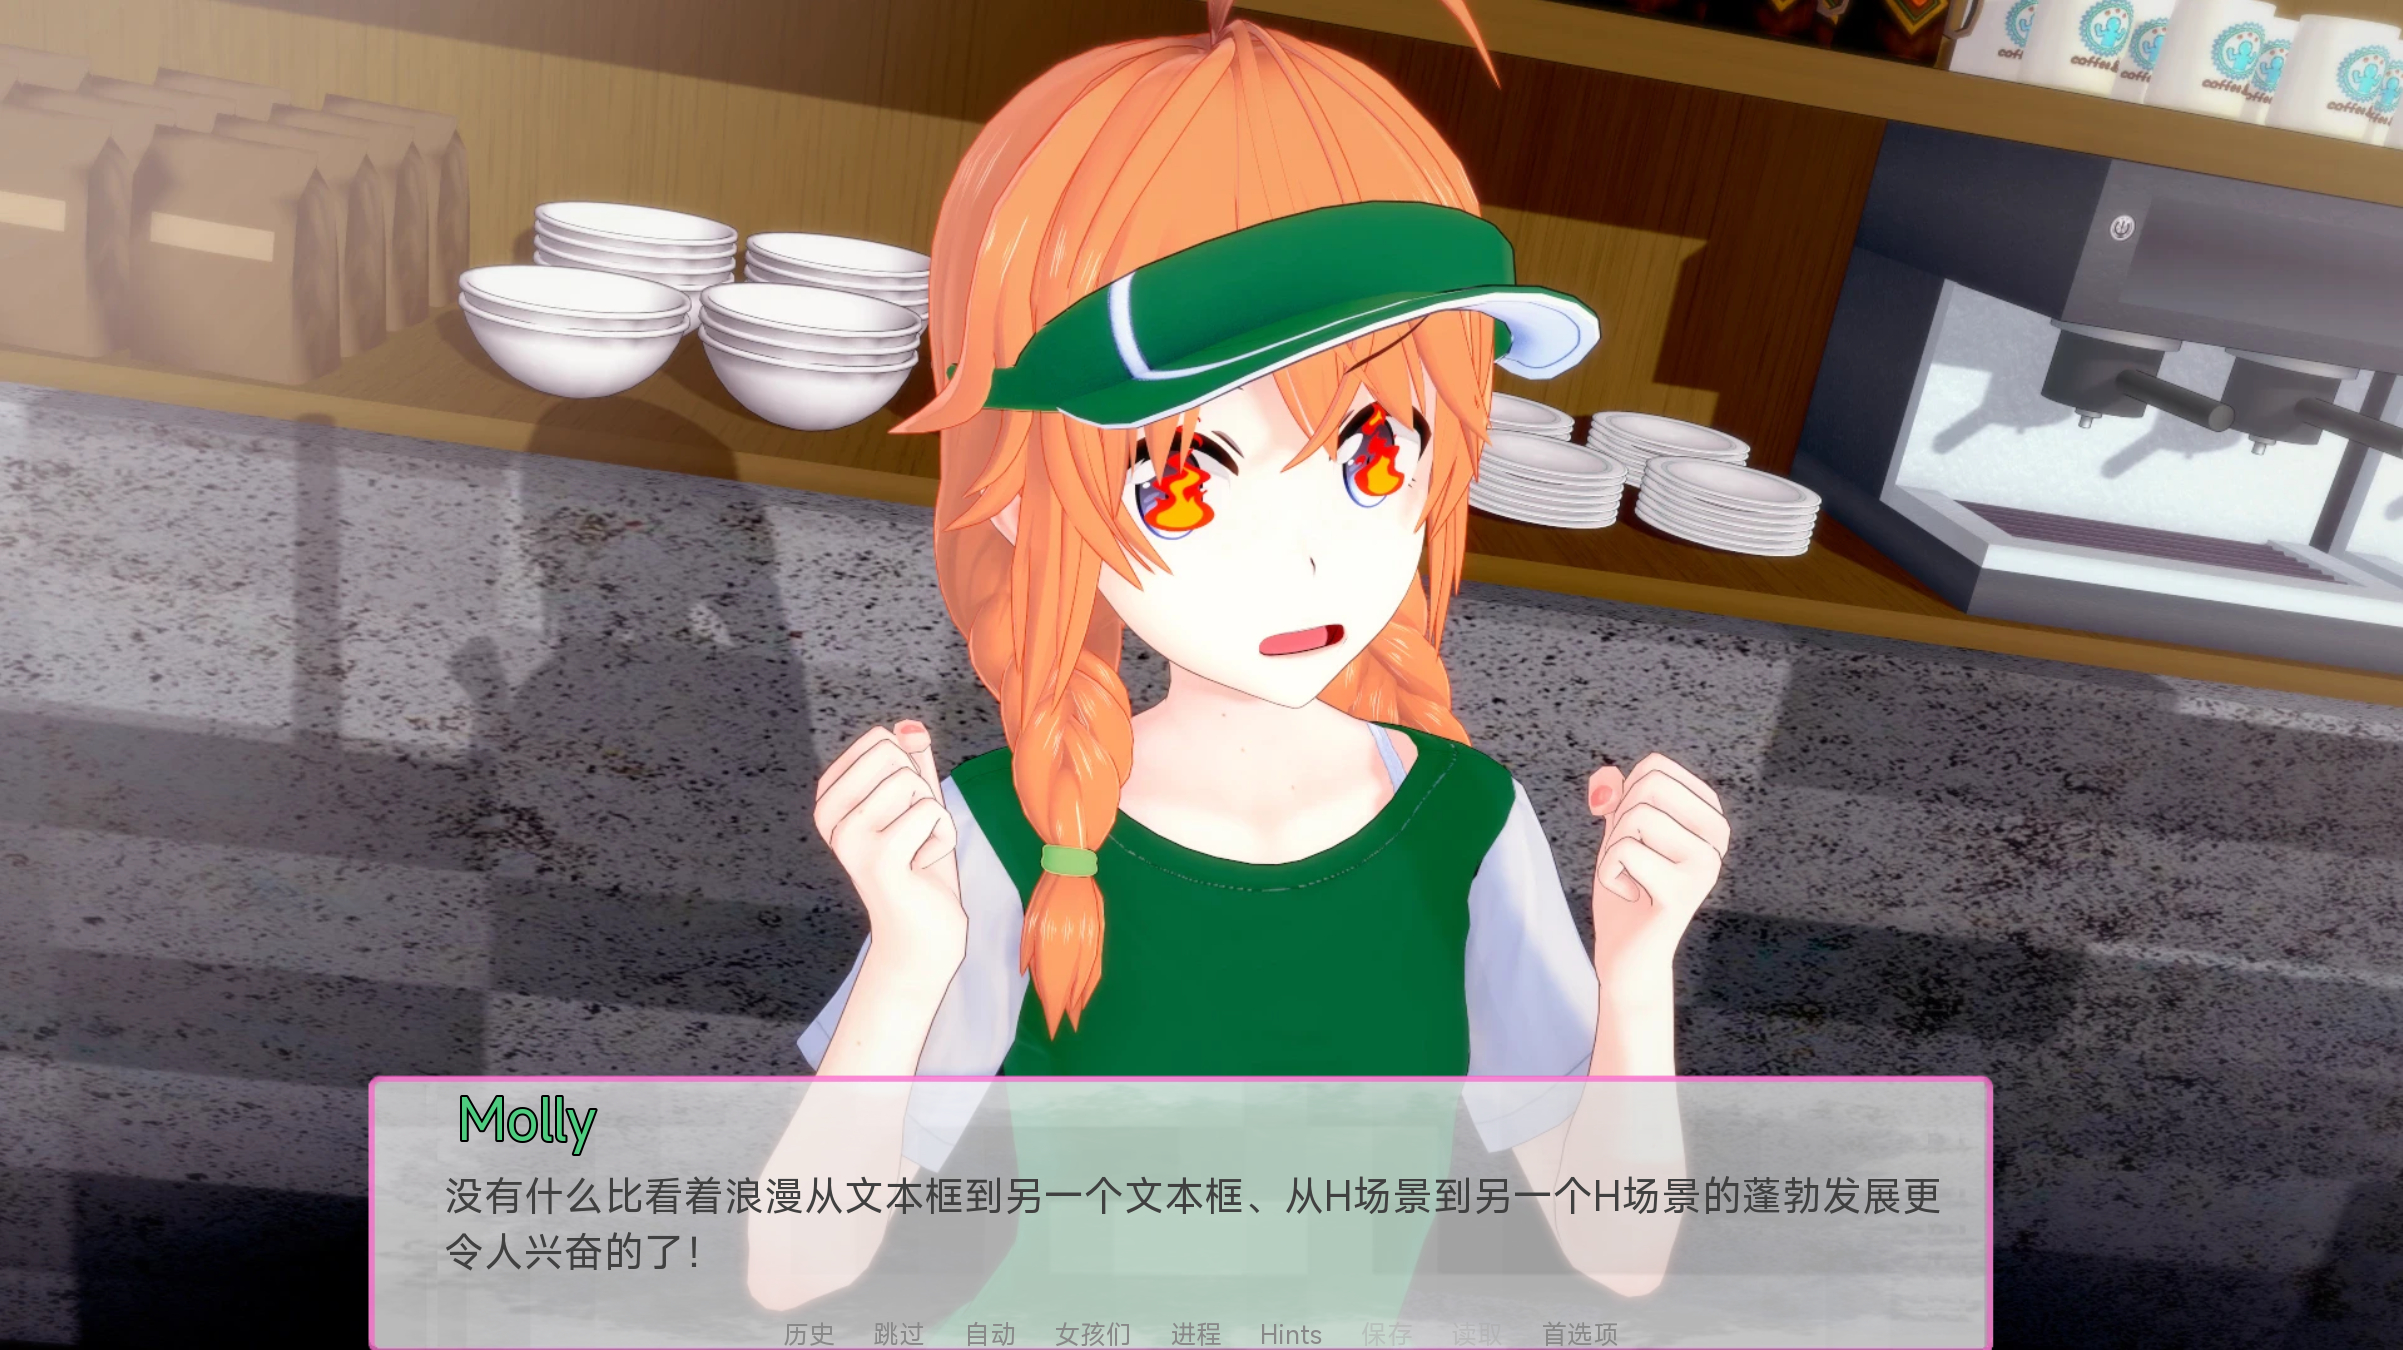 coffee
Molly
没有什么比看着浪漫从文本框到另一个文本框、从H场景到另一个H场景的蓬勃发展更
令人兴奋的了！
历史 跳过 自动 女孩们 进程 Hints 保存 读取 首选项